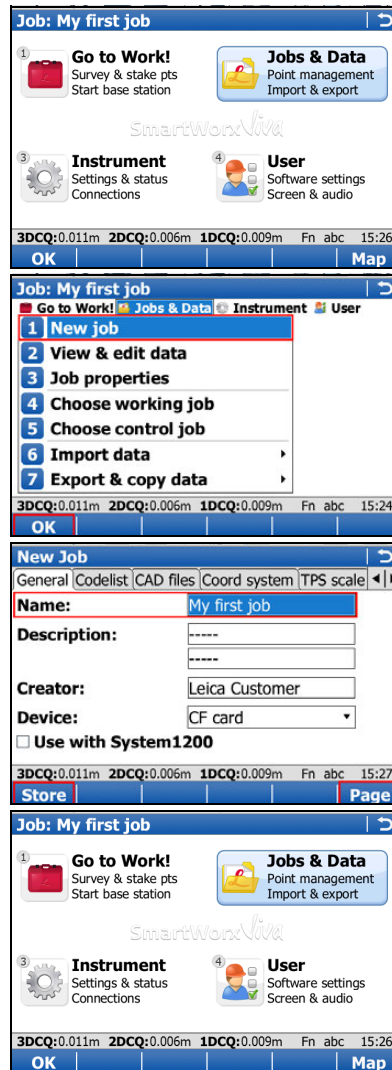 Job: My first job
1 Go to Work!
Survey & stake pts
Start base station
Jobs & Data
Point management
Import & export
SmartWorx Viva
3 Instrument
Settings & status
Connections
4 User
Software settings
Screen & audio
3DCQ:0.011m 2DCQ:0.006m 1DCQ:0.009m Fn abc 15:26
OK Map
Job: My first job
Go to Work! Jobs & Data Instrument User
1 New job
2 View & edit data
3 Job properties
4 Choose working job
5 Choose control job
6 Import data
7 Export & copy data
3DCQ:0.011m 2DCQ:0.006m 1DCQ:0.009m Fn abc 15:24
OK
New Job
General Codelist CAD files Coord system TPS scale
Name: My first job
Description: -----
-----
Creator: Leica Customer
Device: CF card
Use with System1200
3DCQ:0.011m 2DCQ:0.006m 1DCQ:0.009m Fn abc 15:27
Store Page
Job: My first job
1 Go to Work!
Survey & stake pts
Start base station
Jobs & Data
Point management
Import & export
SmartWorx Viva
3 Instrument
Settings & status
Connections
4 User
Software settings
Screen & audio
3DCQ:0.011m 2DCQ:0.006m 1DCQ:0.009m Fn abc 15:26
OK Map